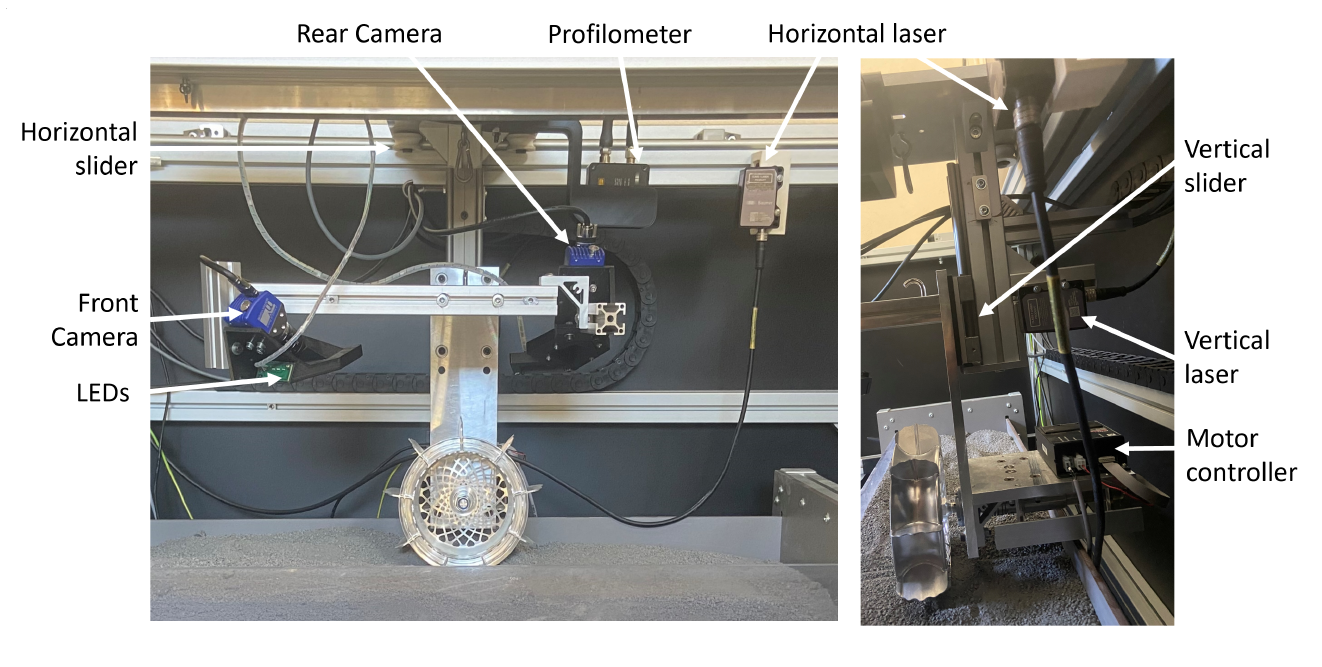 Rear Camera
Profilometer
Horizontal laser
Horizontal
slider
Vertical
slider
Front
Camera
Vertical
laser
LEDs
Motor
controller